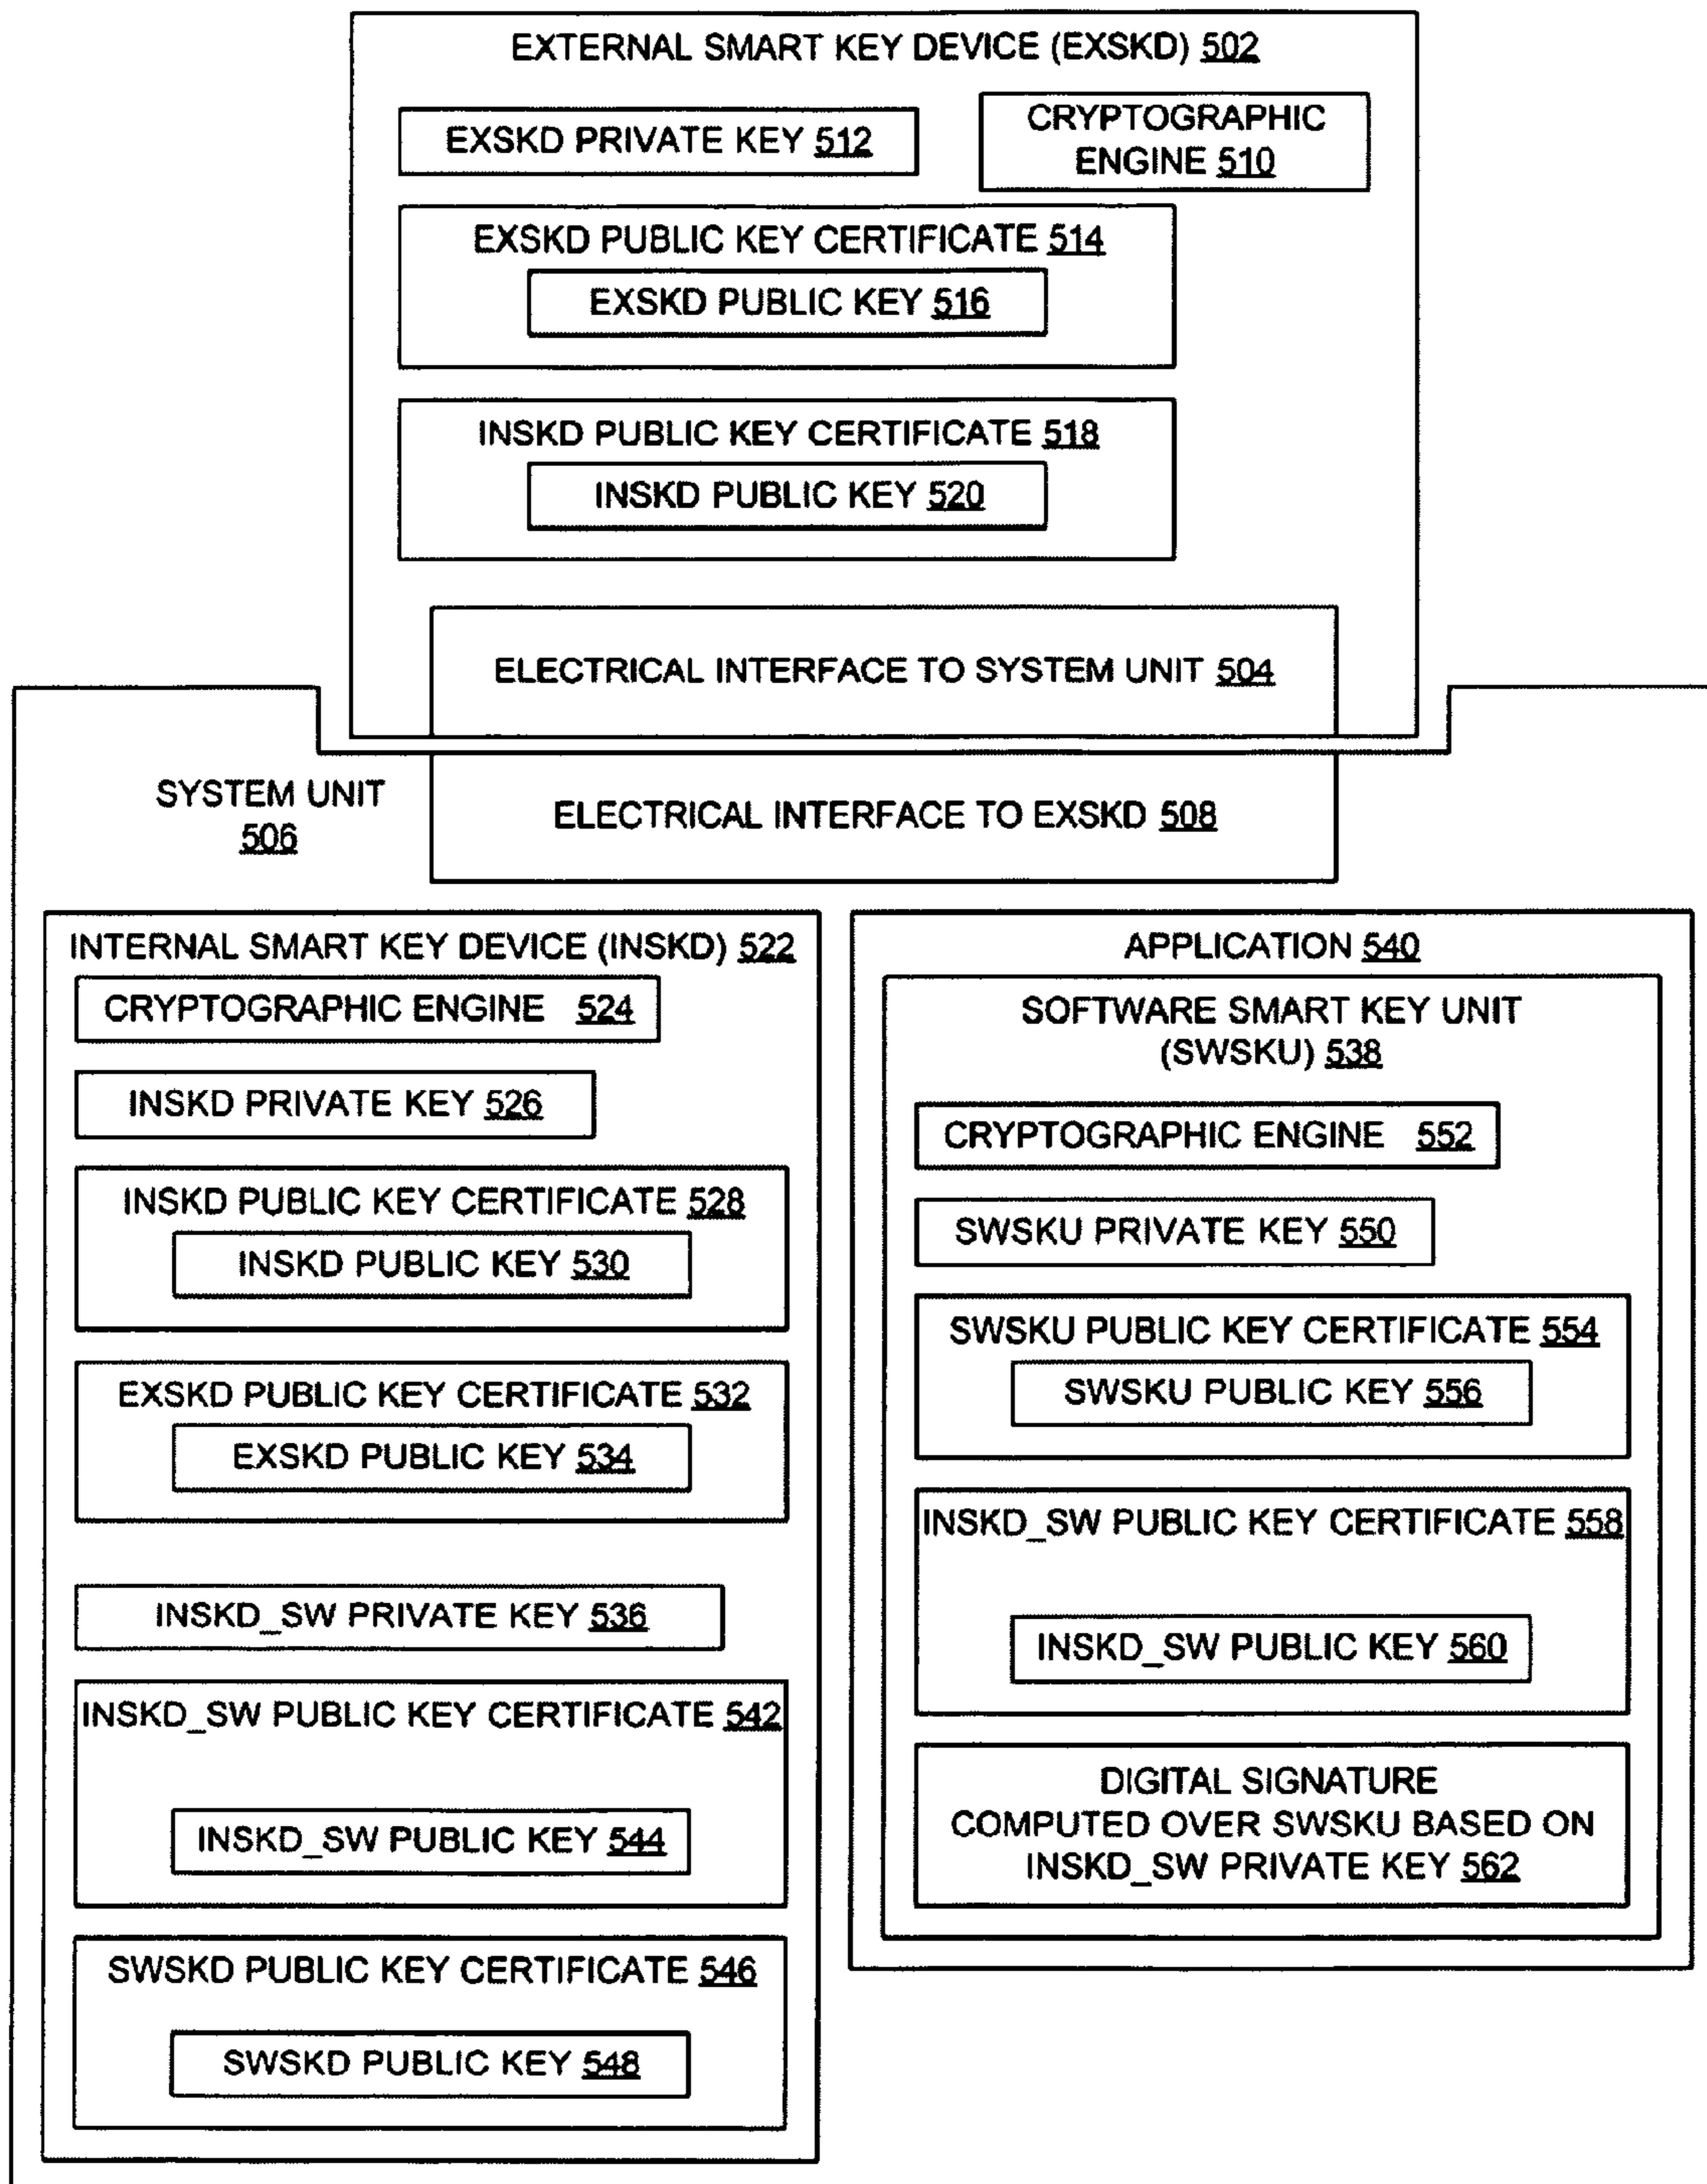 EXTERNAL SMART KEY DEVICE (EXSKD) 502
EXSKD PRIVATE KEY 512
CRYPTOGRAPHIC
ENGINE 510
EXSKD PUBLIC KEY CERTIFICATE 514
EXSKD PUBLIC KEY 516
INSKD PUBLIC KEY CERTIFICATE 518
INSKD PUBLIC KEY 520
ELECTRICAL INTERFACE TO SYSTEM UNIT 504
SYSTEM UNIT
506
ELECTRICAL INTERFACE TO EXSKD 508
INTERNAL SMART KEY DEVICE (INSKD) 522
CRYPTOGRAPHIC ENGINE 524
INSKD PRIVATE KEY 526
INSKD PUBLIC KEY CERTIFICATE 528
INSKD PUBLIC KEY 530
EXSKD PUBLIC KEY CERTIFICATE 532
EXSKD PUBLIC KEY 534
INSKD_SW PRIVATE KEY 536
INSKD_SW PUBLIC KEY CERTIFICATE 542
INSKD_SW PUBLIC KEY 544
SWSKD PUBLIC KEY CERTIFICATE 546
SWSKD PUBLIC KEY 548
APPLICATION 540
SOFTWARE SMART KEY UNIT
(SWSKU) 538
CRYPTOGRAPHIC ENGINE 552
SWSKU PRIVATE KEY 550
SWSKU PUBLIC KEY CERTIFICATE 554
SWSKU PUBLIC KEY 556
INSKD_SW PUBLIC KEY CERTIFICATE 558
INSKD_SW PUBLIC KEY 560
DIGITAL SIGNATURE
COMPUTED OVER SWSKU BASED ON
INSKD_SW PRIVATE KEY 562